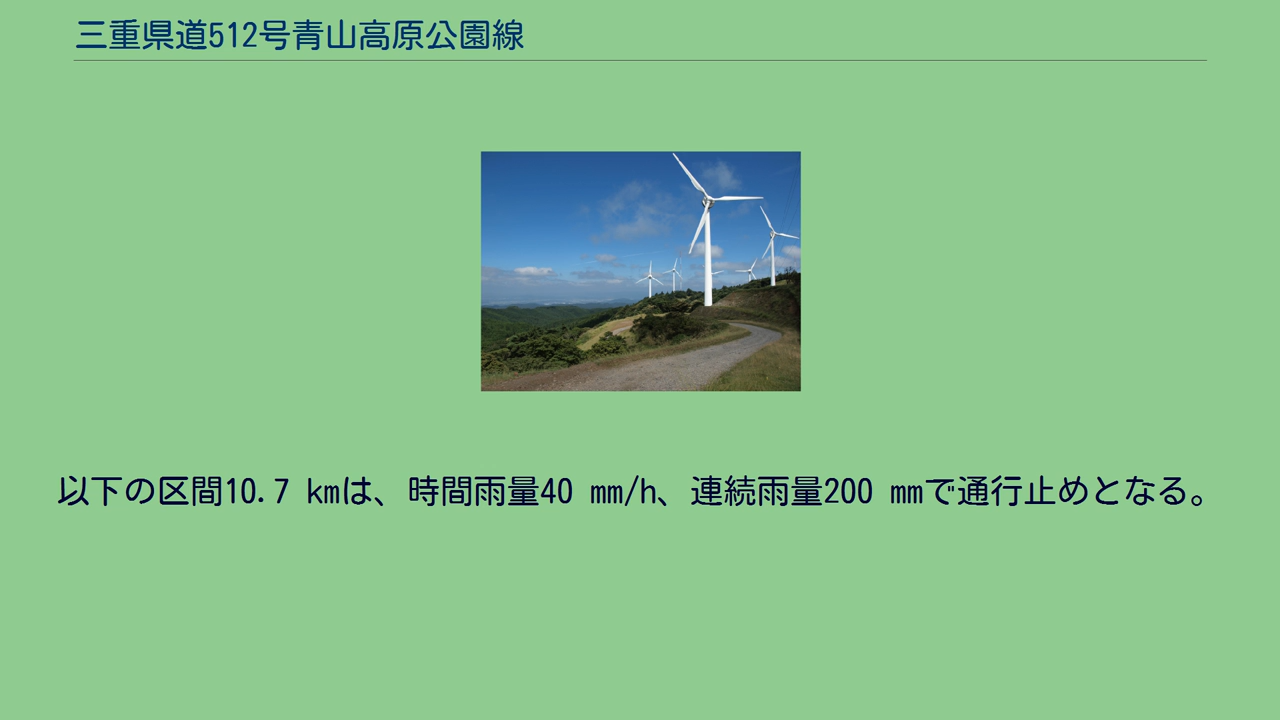 三重県道512号青山高原公園線
以下の区間10.7 kmは、時間雨量40 mm/h、連続雨量200 mmで通行止めとなる。